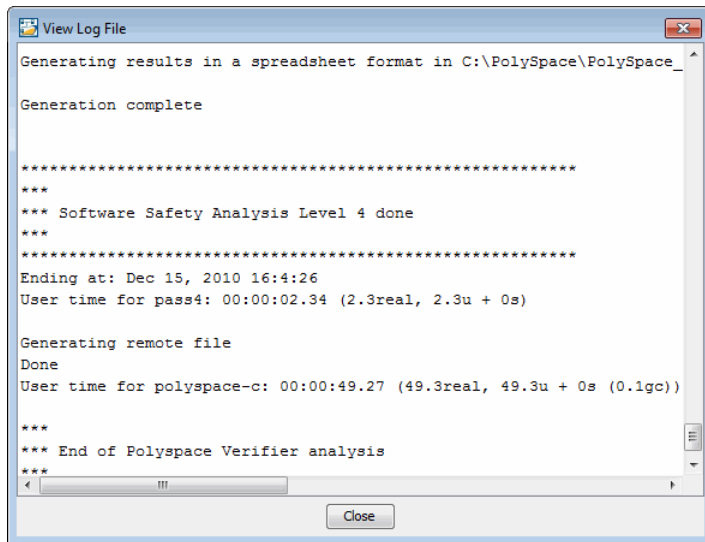 View Log File
Generating results in a spreadsheet format in C:\PolySpace\PolySpace_
Generation complete
**********************************************************
***
*** Software Safety Analysis Level 4 done
***
**********************************************************
Ending at: Dec 15, 2010 16:4:26
User time for pass4: 00:00:02.34 (2.3real, 2.3u + 0s)
Generating remote file
Done
User time for polyspace-c: 00:00:49.27 (49.3real, 49.3u + 0s (0.1gc))
***
*** End of Polyspace Verifier analysis
***
Close